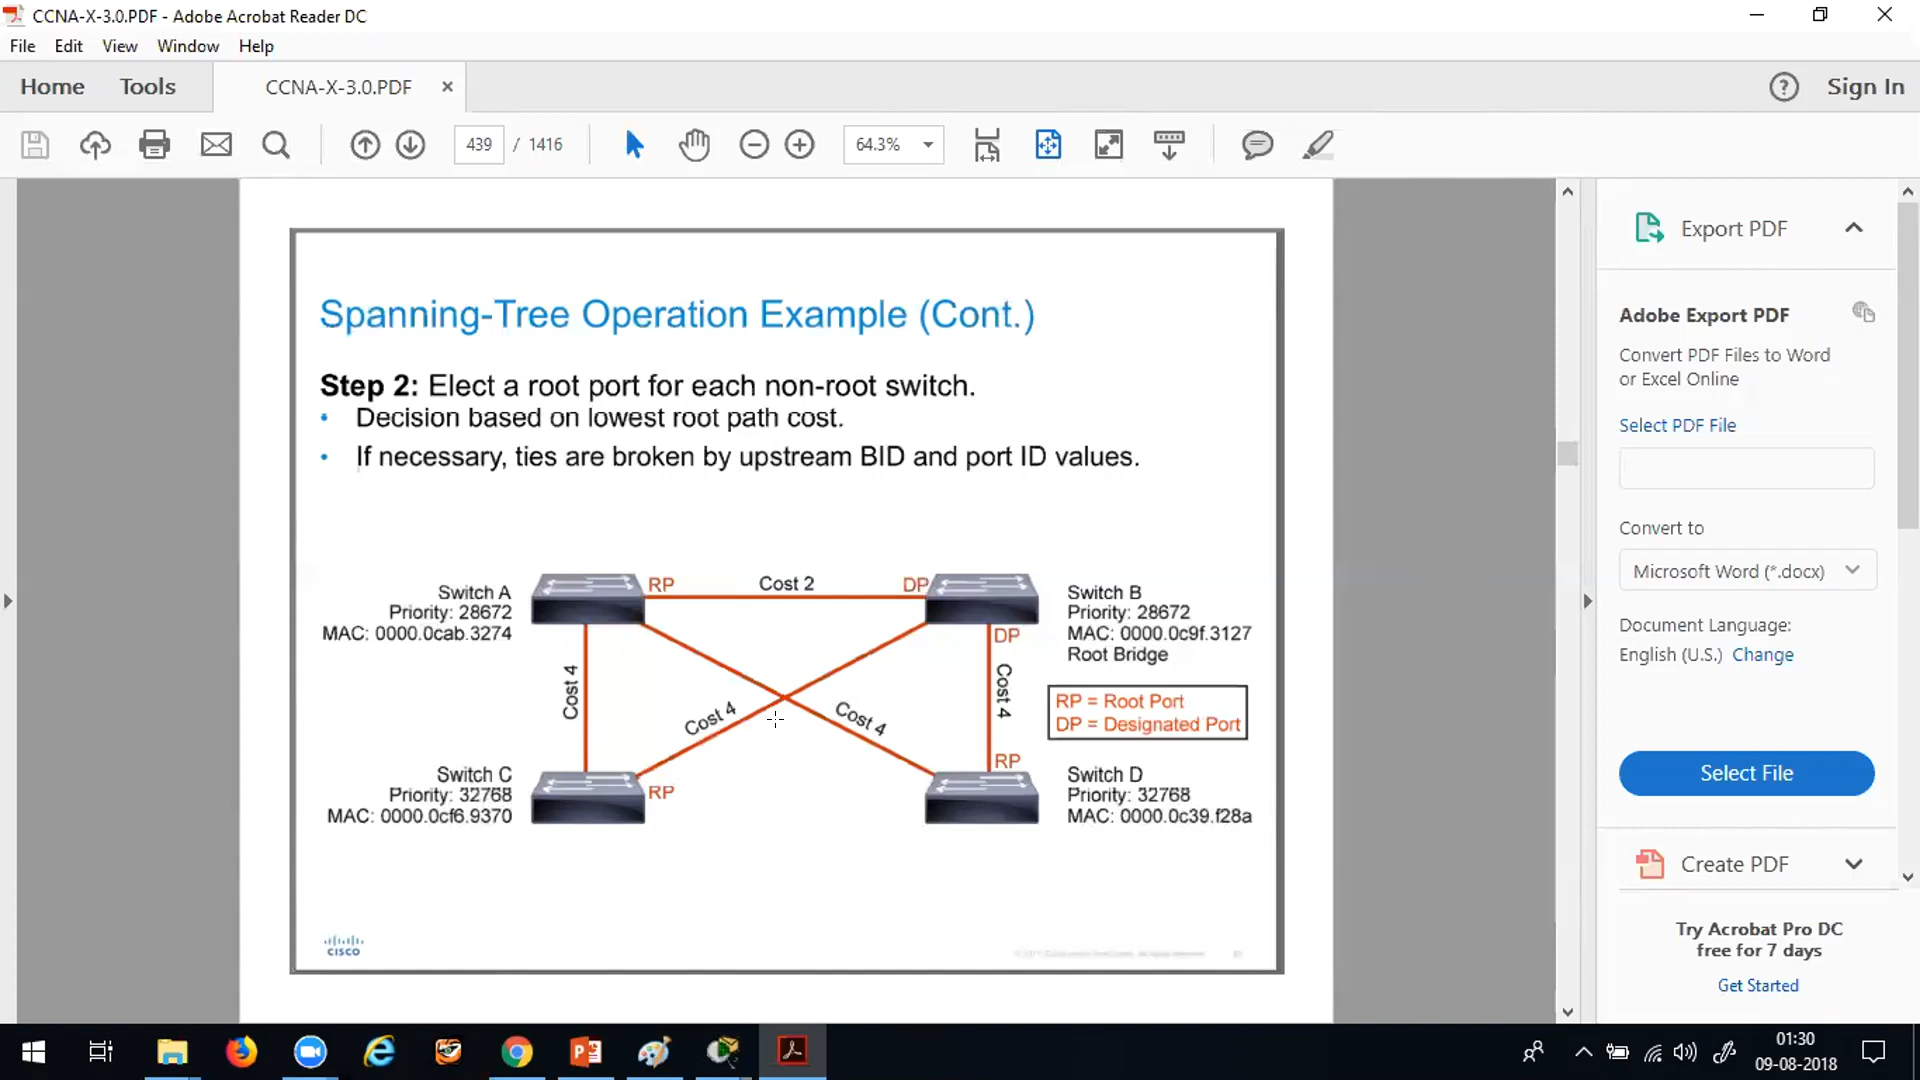 CCNA-X-3.0.PDF - Adobe Acrobat Reader DC
File Edit View Window Help
Home Tools CCNA-X-3.0.PDF × ? Sign In
439 / 1416 64.3%
Spanning-Tree Operation Example (Cont.)
Step 2: Elect a root port for each non-root switch.
• Decision based on lowest root path cost.
• If necessary, ties are broken by upstream BID and port ID values.
Switch A
Priority: 28672
MAC: 0000.0cab.3274
RP
Cost 2
DP
Switch B
Priority: 28672
MAC: 0000.0c9f.3127
Root Bridge
DP
Cost 4
Cost 4
Cost 4
Cost 4
RP = Root Port
DP = Designated Port
Switch C
Priority: 32768
MAC: 0000.0cf6.9370
RP
RP
Switch D
Priority: 32768
MAC: 0000.0c39.f28a
CISCO
Export PDF
Adobe Export PDF
Convert PDF Files to Word
or Excel Online
Select PDF File
Convert to
Microsoft Word (*.docx)
Document Language:
English (U.S.) Change
Select File
Create PDF
Try Acrobat Pro DC
free for 7 days
Get Started
01:30
09-08-2018